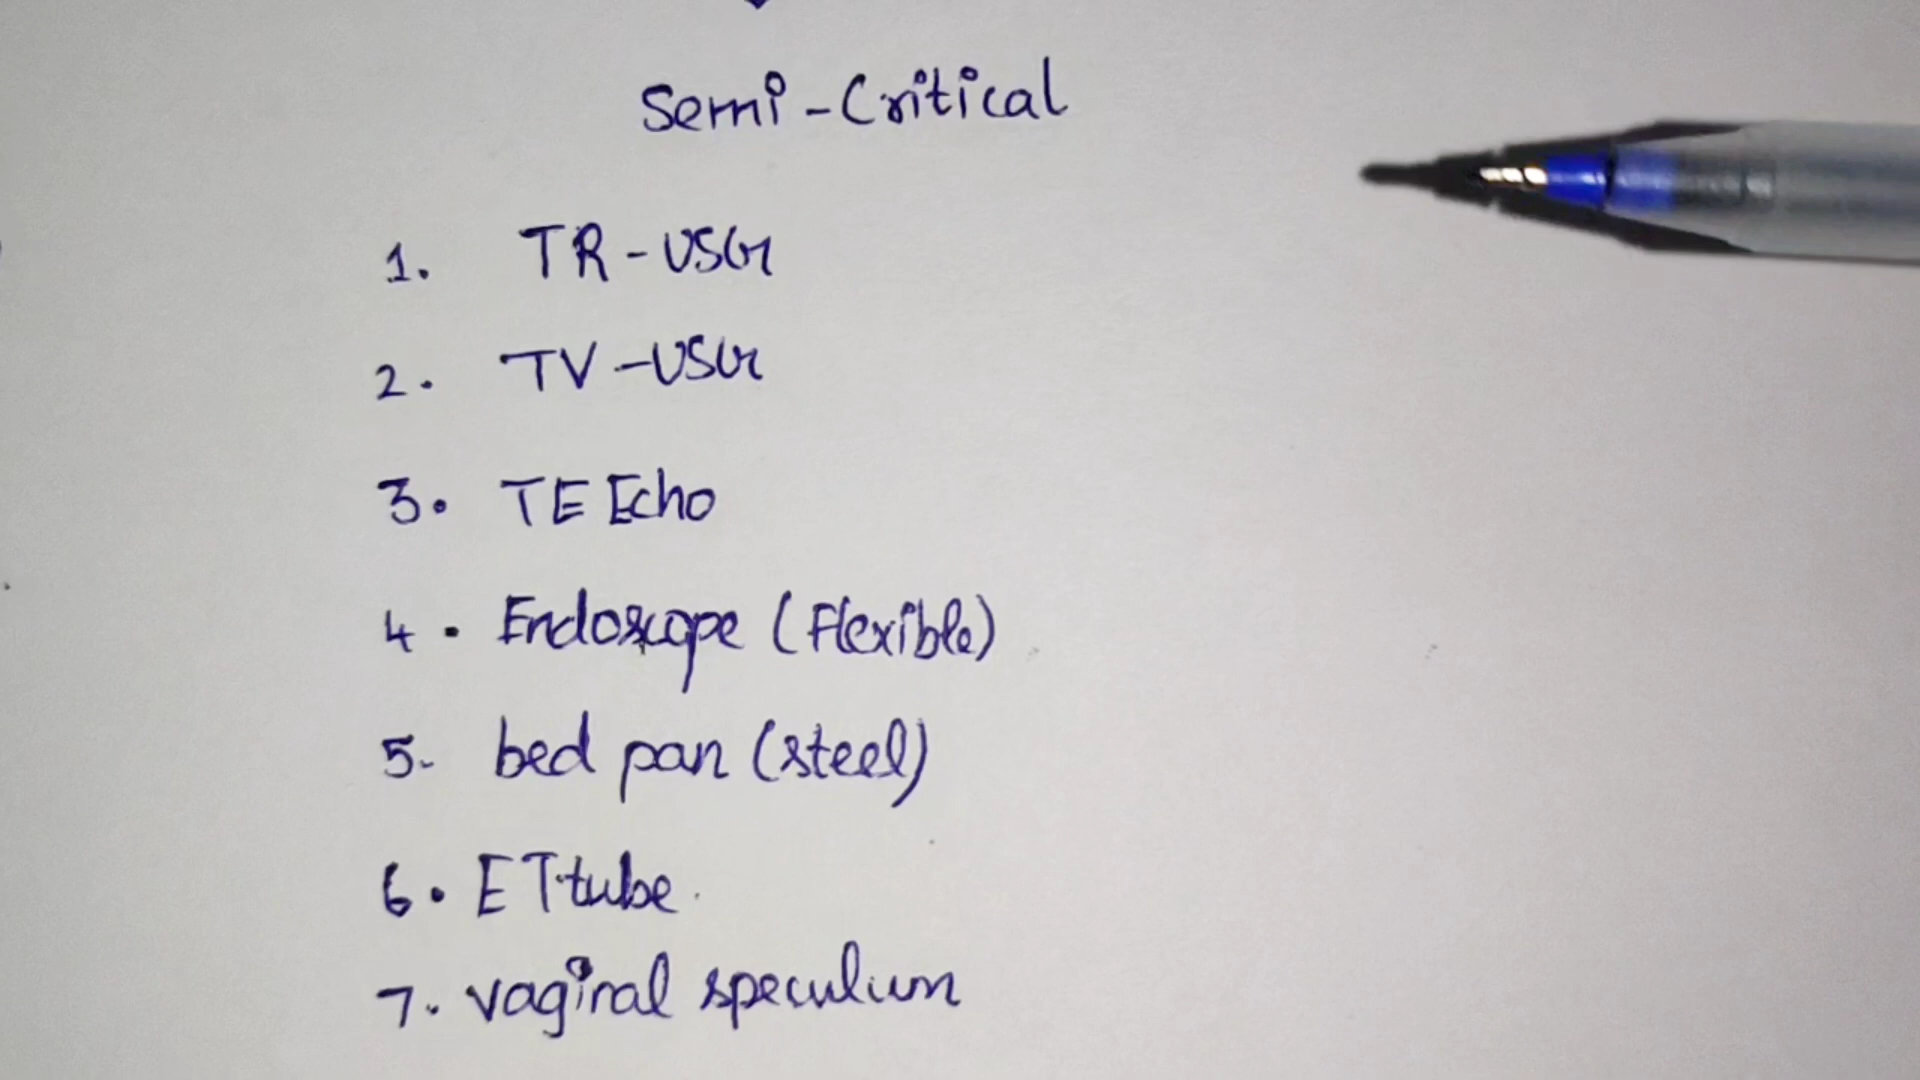 Semi-Critical
1. TR-USG
2. TV-USG
3. TE Echo
4. Endoscope (Flexible)
5. bed pan (steel)
6. ET tube.
7. vaginal speculum